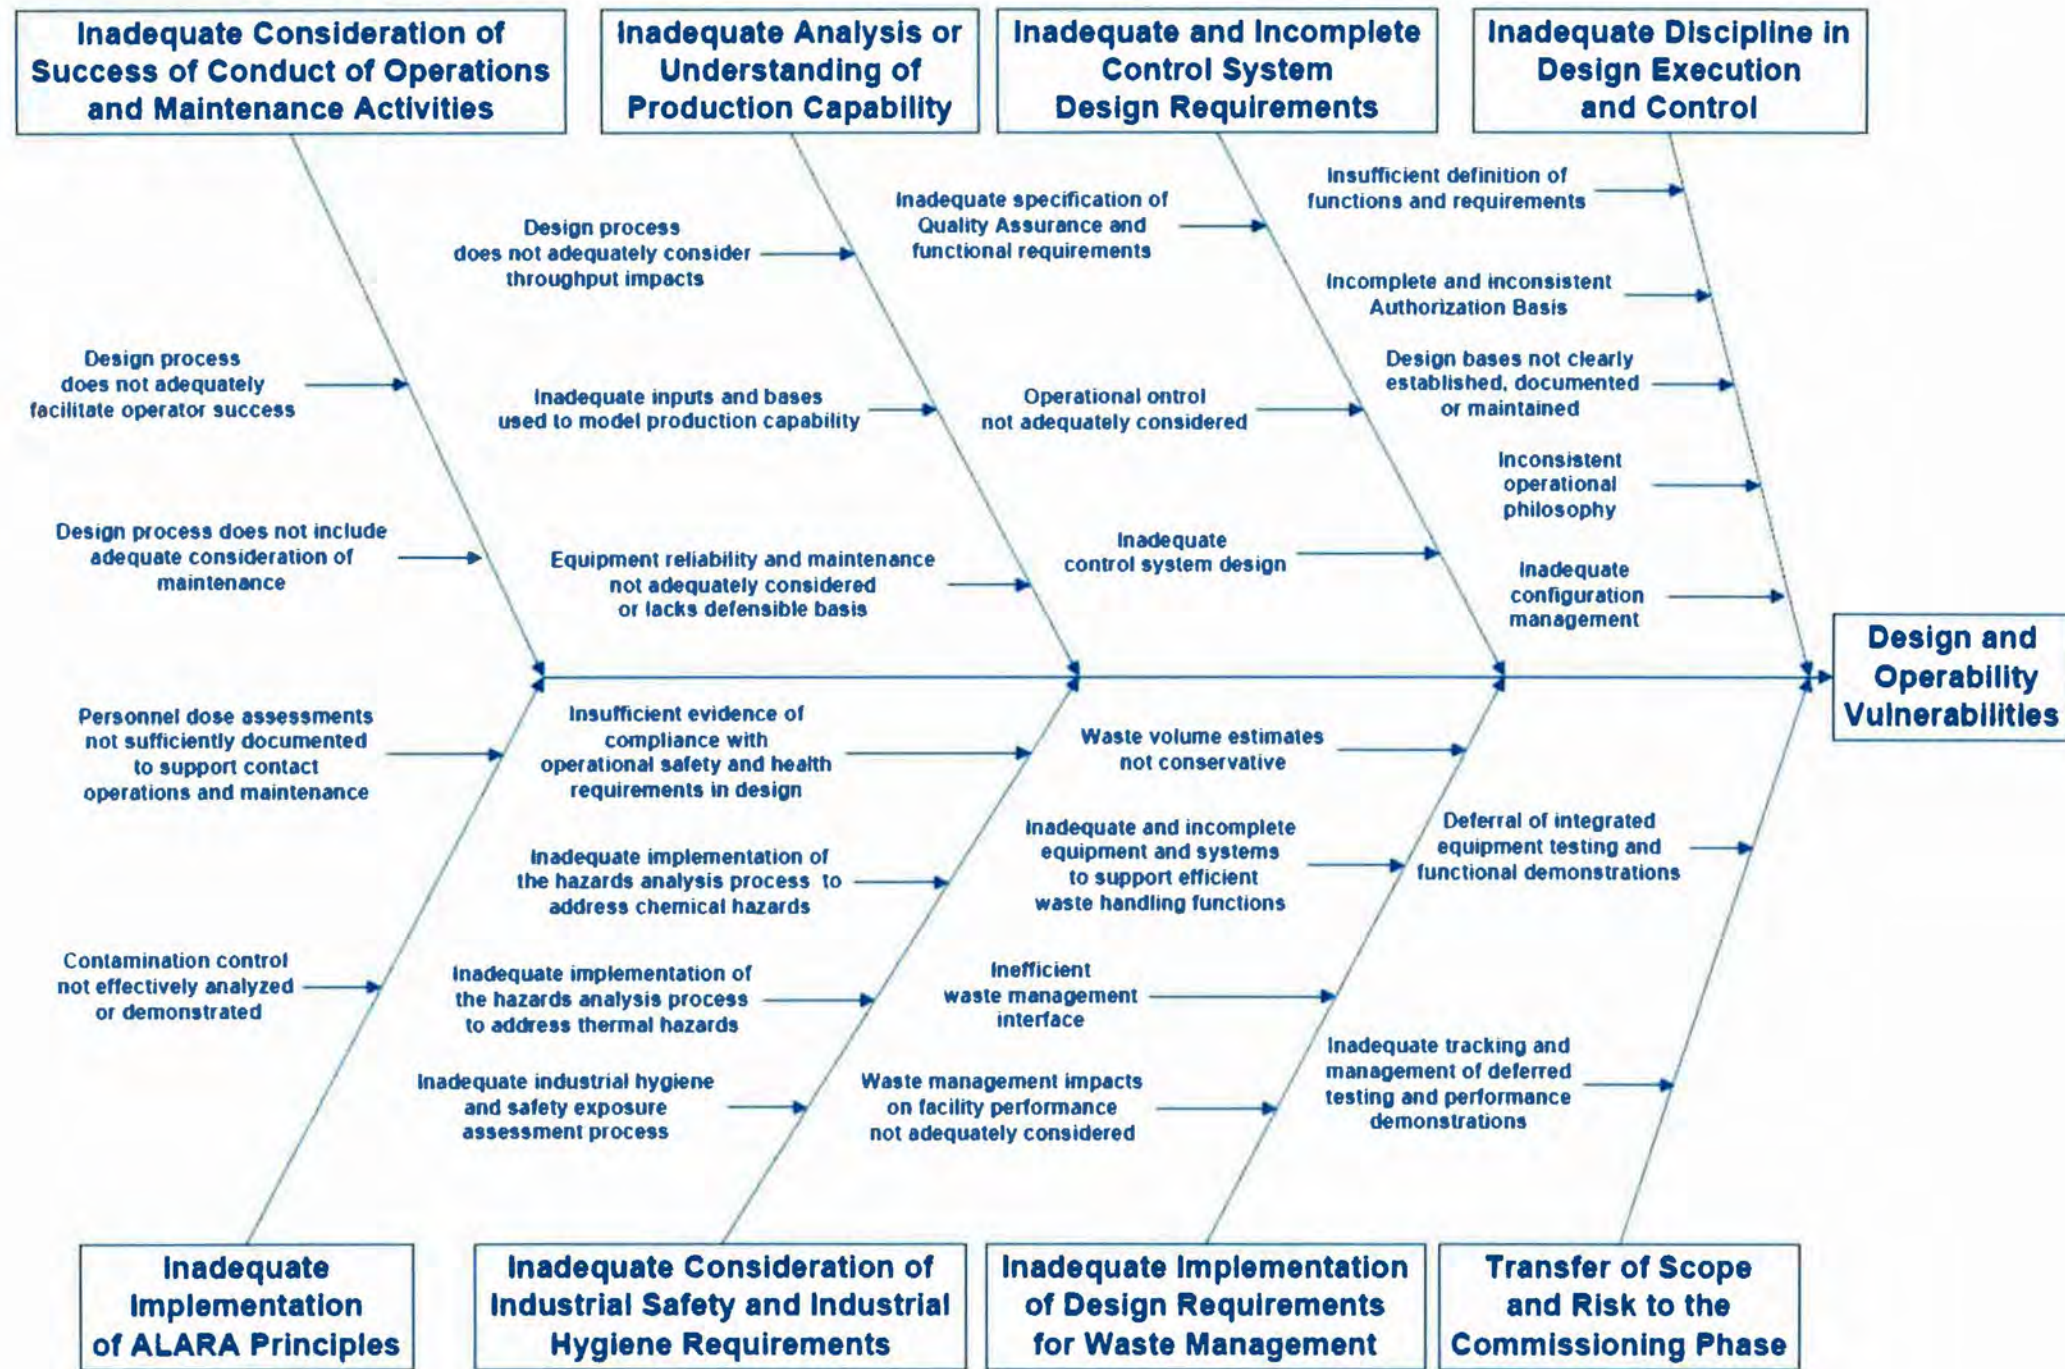 Inadequate Consideration of
Success of Conduct of Operations
and Maintenance Activities
Inadequate Analysis or
Understanding of
Production Capability
Inadequate and Incomplete
Control System
Design Requirements
Inadequate Discipline in
Design Execution
and Control
Design process
does not adequately
facilitate operator success
Design process does not include
adequate consideration of
maintenance
Design process
does not adequately consider
throughput impacts
Inadequate inputs and bases
used to model production capability
Equipment reliability and maintenance
not adequately considered
or lacks defensible basis
Inadequate specification of
Quality Assurance and
functional requirements
Operational ontrol
not adequately considered
Inadequate
control system design
Insufficient definition of
functions and requirements
Incomplete and inconsistent
Authorization Basis
Design bases not clearly
established, documented
or maintained
Inconsistent
operational
philosophy
Inadequate
configuration
management
Design and
Operability
Vulnerabilities
Personnel dose assessments
not sufficiently documented
to support contact
operations and maintenance
Contamination control
not effectively analyzed
or demonstrated
Insufficient evidence of
compliance with
operational safety and health
requirements in design
Inadequate implementation of
the hazards analysis process to
address chemical hazards
Inadequate implementation of
the hazards analysis process
to address thermal hazards
Inadequate industrial hygiene
and safety exposure
assessment process
Waste volume estimates
not conservative
Inadequate and incomplete
equipment and systems
to support efficient
waste handling functions
Inefficient
waste management
interface
Waste management impacts
on facility performance
not adequately considered
Deferral of integrated
equipment testing and
functional demonstrations
Inadequate tracking and
management of deferred
testing and performance
demonstrations
Inadequate
Implementation
of ALARA Principles
Inadequate Consideration of
Industrial Safety and Industrial
Hygiene Requirements
Inadequate Implementation
of Design Requirements
for Waste Management
Transfer of Scope
and Risk to the
Commissioning Phase